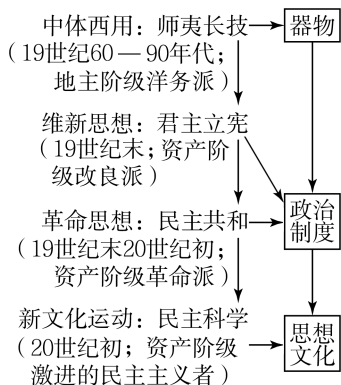 中体西用：师夷长技
器物
（19世纪60—90年代；
地主阶级洋务派）
维新思想：君主立宪
（19世纪末；资产阶
级改良派）
革命思想：民主共和
政治
制度
（19世纪末20世纪初；
资产阶级革命派）
新文化运动：民主科学
（20世纪初；资产阶级
激进的民主主义者）
思想
文化